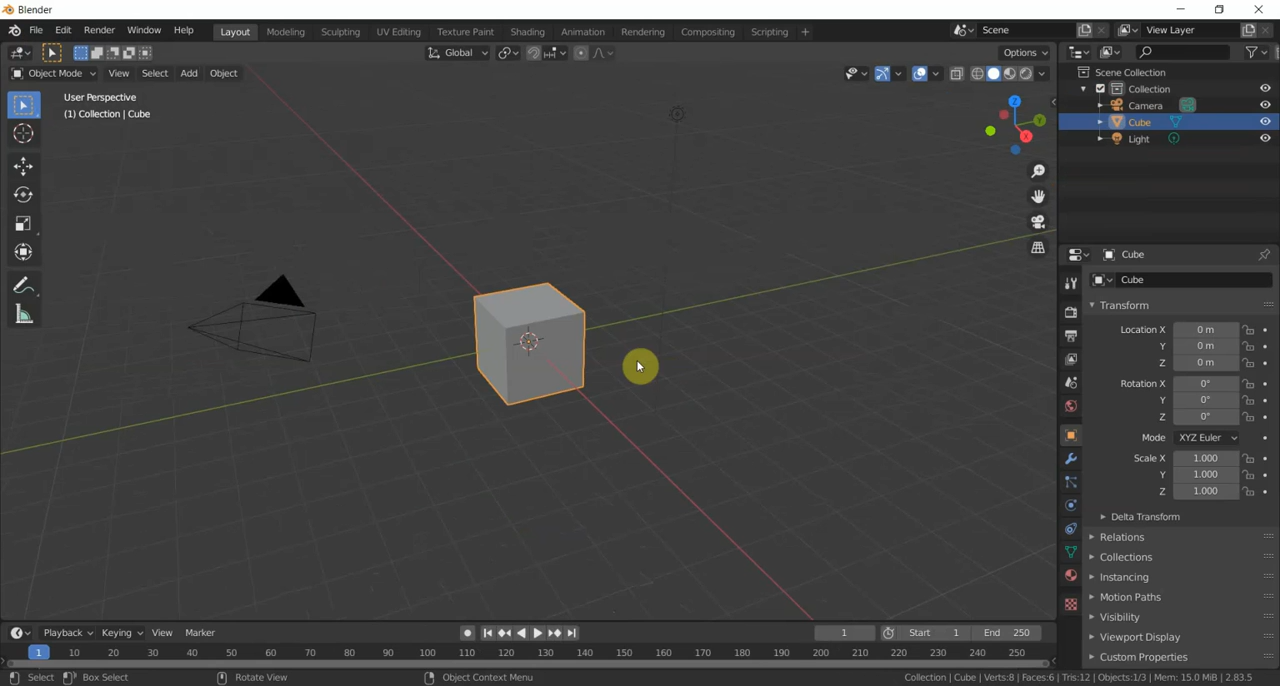 Blender
File Edit Render Window Help Layout Modeling Sculpting UV Editing Texture Paint Shading Animation Rendering Compositing Scripting + Scene View Layer
Global Options
Object Mode View Select Add Object
User Perspective
(1) Collection | Cube
Z
Y
X
Scene Collection
Collection
Camera
Cube
Light
Cube
Cube
Transform
Location X 0 m
Y 0 m
Z 0 m
Rotation X 0°
Y 0°
Z 0°
Mode XYZ Euler
Scale X 1.000
Y 1.000
Z 1.000
Delta Transform
Relations
Collections
Instancing
Motion Paths
Visibility
Viewport Display
Custom Properties
Playback Keying View Marker 1 Start 1 End 250
1 10 20 30 40 50 60 70 80 90 100 110 120 130 140 150 160 170 180 190 200 210 220 230 240 250
Select Box Select Rotate View Object Context Menu Collection | Cube | Verts:8 | Faces:6 | Tris:12 | Objects:1/3 | Mem: 15.0 MiB | 2.83.5